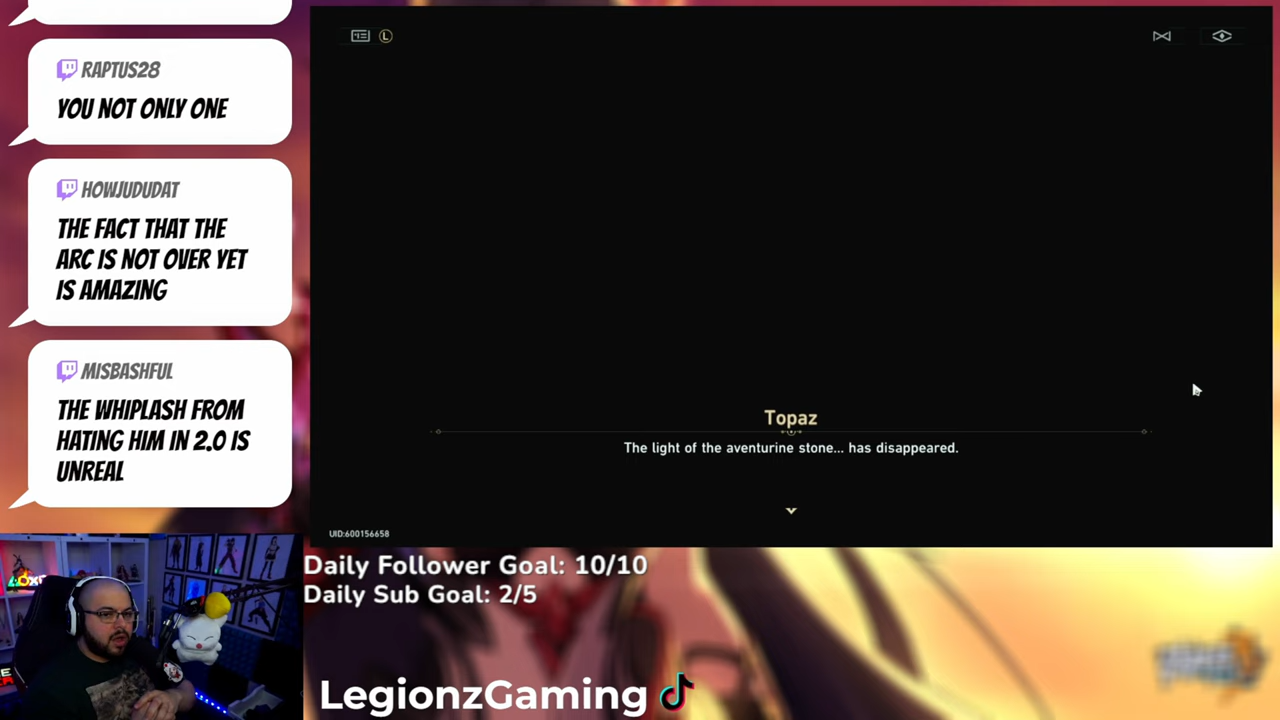 RAPTUS28
YOU NOT ONLY ONE
HOWJUDUDAT
THE FACT THAT THE
ARC IS NOT OVER YET
IS AMAZING
MISBASHFUL
THE WHIPLASH FROM
HATING HIM IN 2.0 IS
UNREAL
L
Topaz
The light of the aventurine stone... has disappeared.
UID:600156658
Daily Follower Goal: 10/10
Daily Sub Goal: 2/5
LegionzGaming